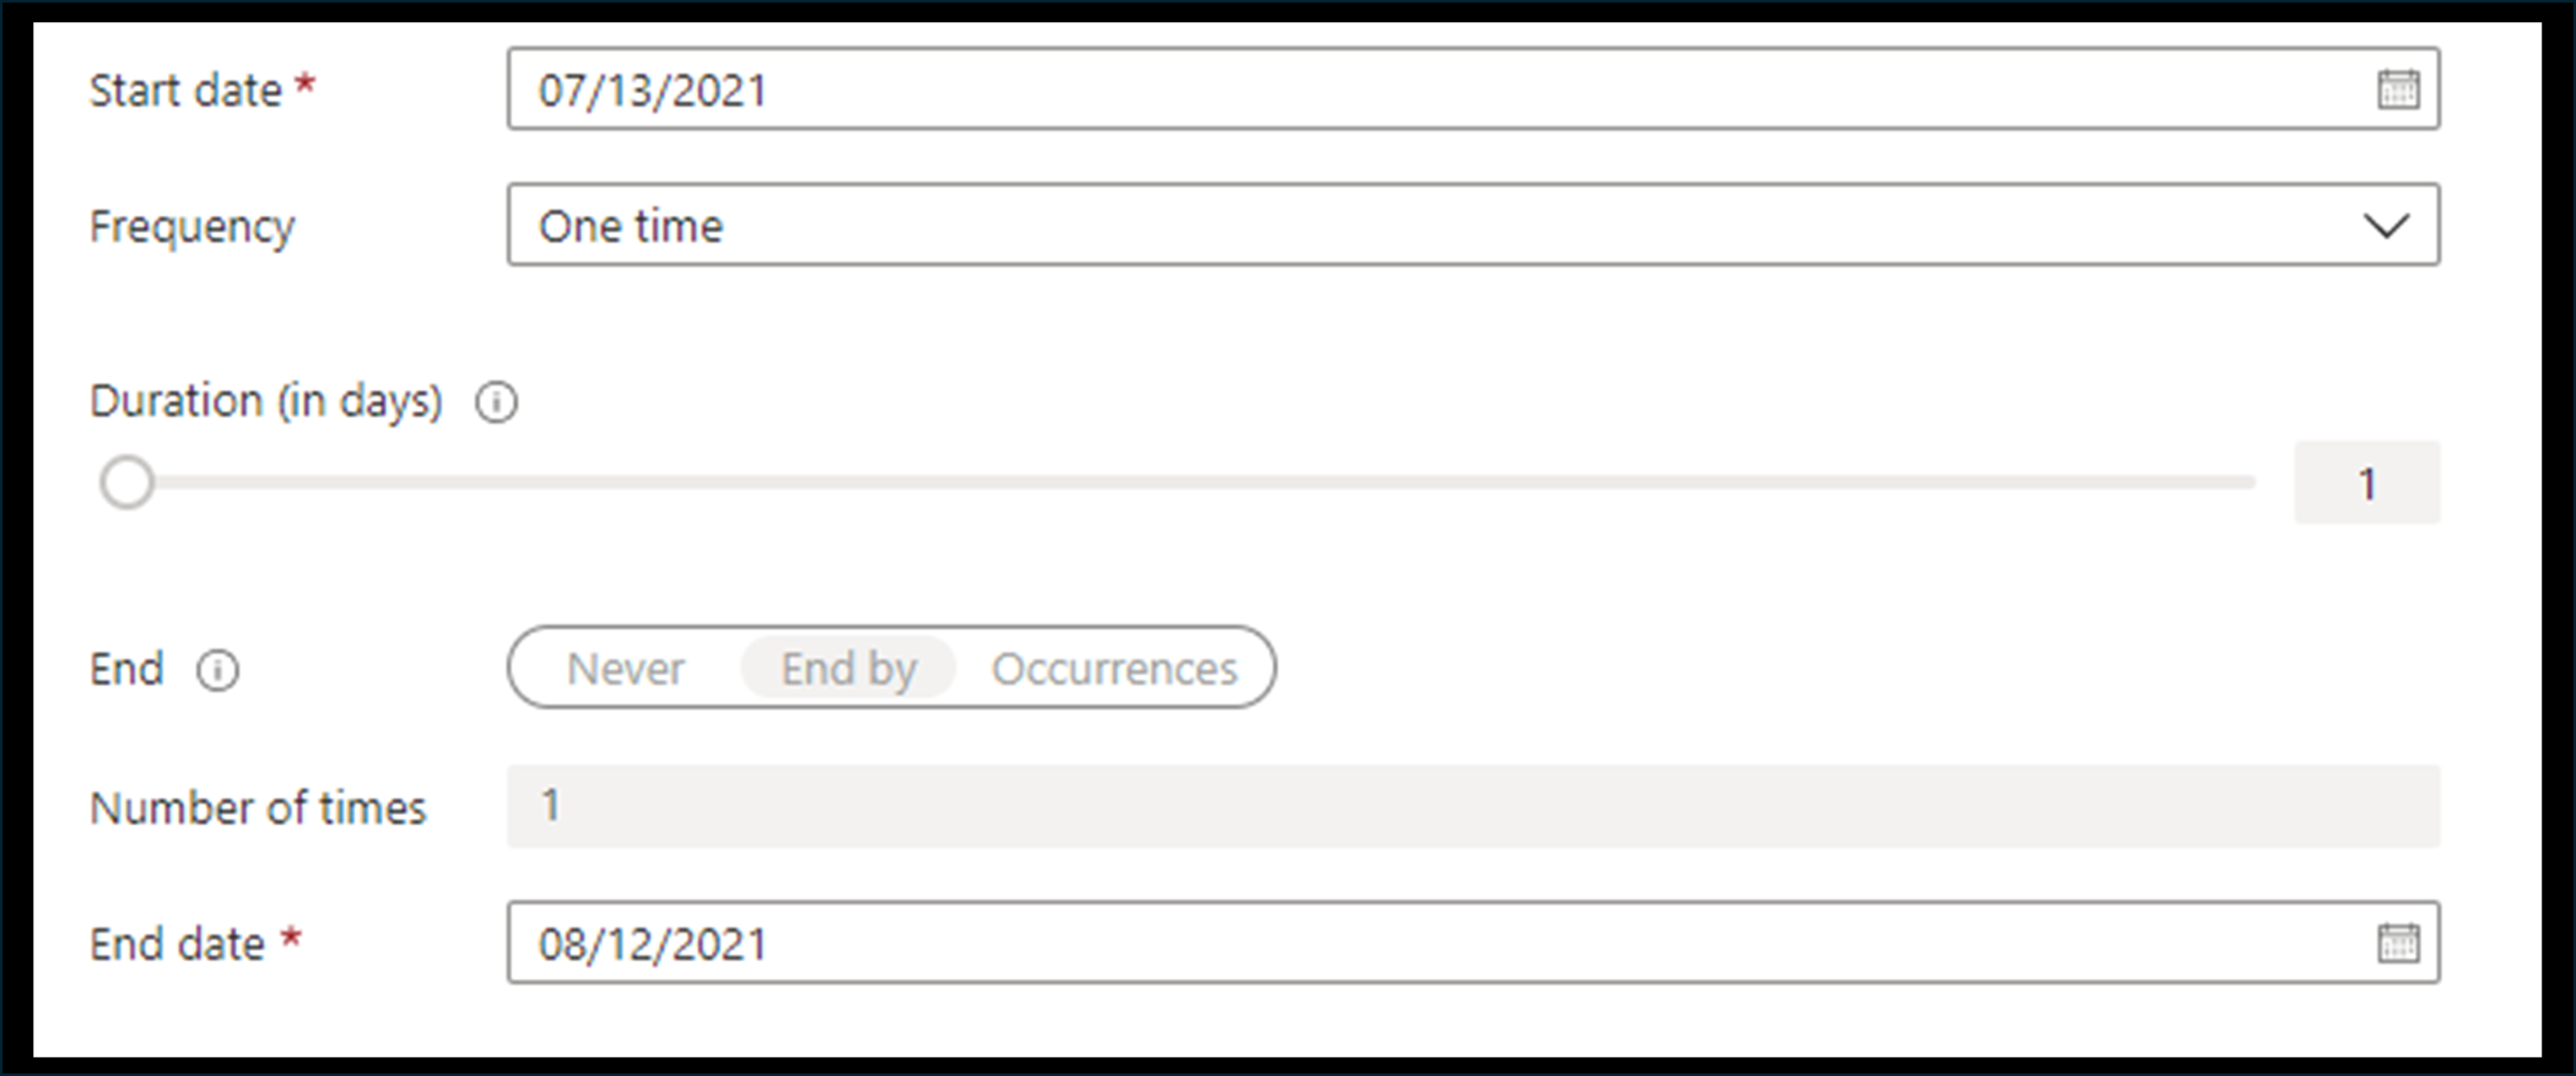 Start date * 07/13/2021
Frequency One time
Duration (in days)
1
End Never End by Occurrences
Number of times 1
End date * 08/12/2021